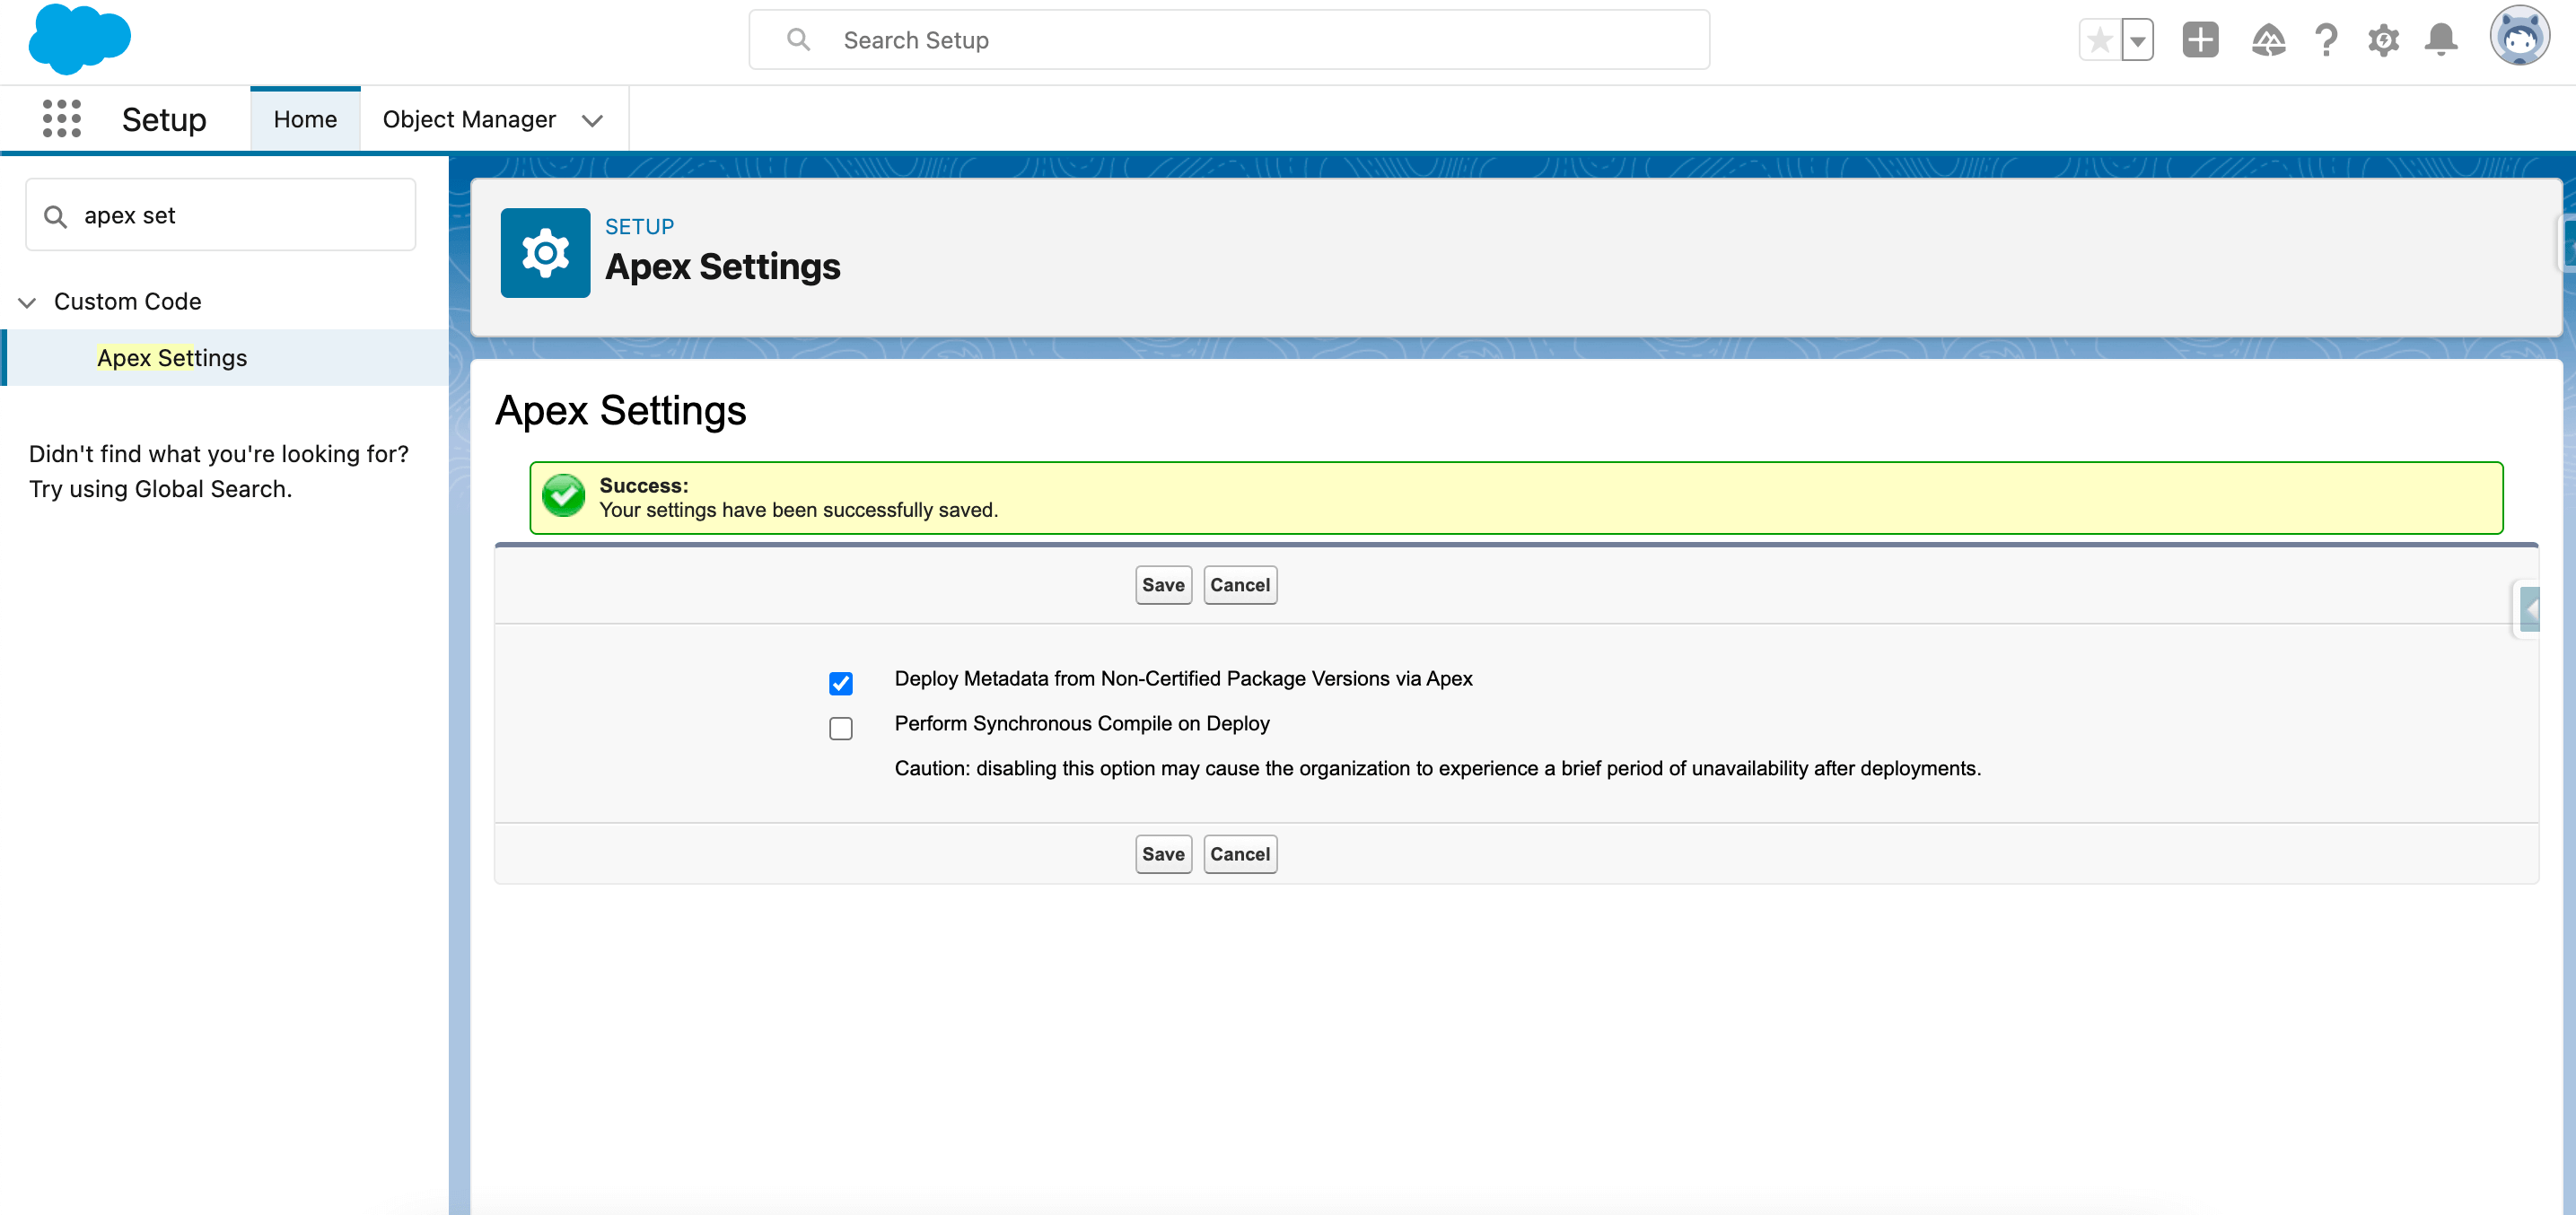 Search Setup
Setup
Home
Object Manager
apex set
Custom Code
Apex Settings
Didn't find what you're looking for?
Try using Global Search.
SETUP
Apex Settings
Apex Settings
Success:
Your settings have been successfully saved.
Save Cancel
Deploy Metadata from Non-Certified Package Versions via Apex
Perform Synchronous Compile on Deploy
Caution: disabling this option may cause the organization to experience a brief period of unavailability after deployments.
Save Cancel